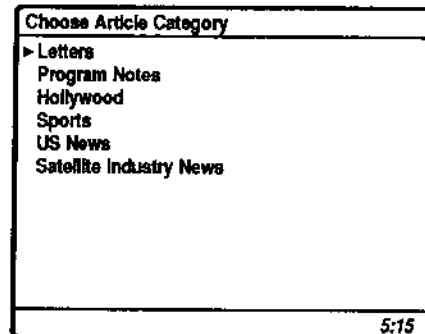 Choose Article Category
► Letters
Program Notes
Hollywood
Sports
US News
Satellite Industry News
5:15